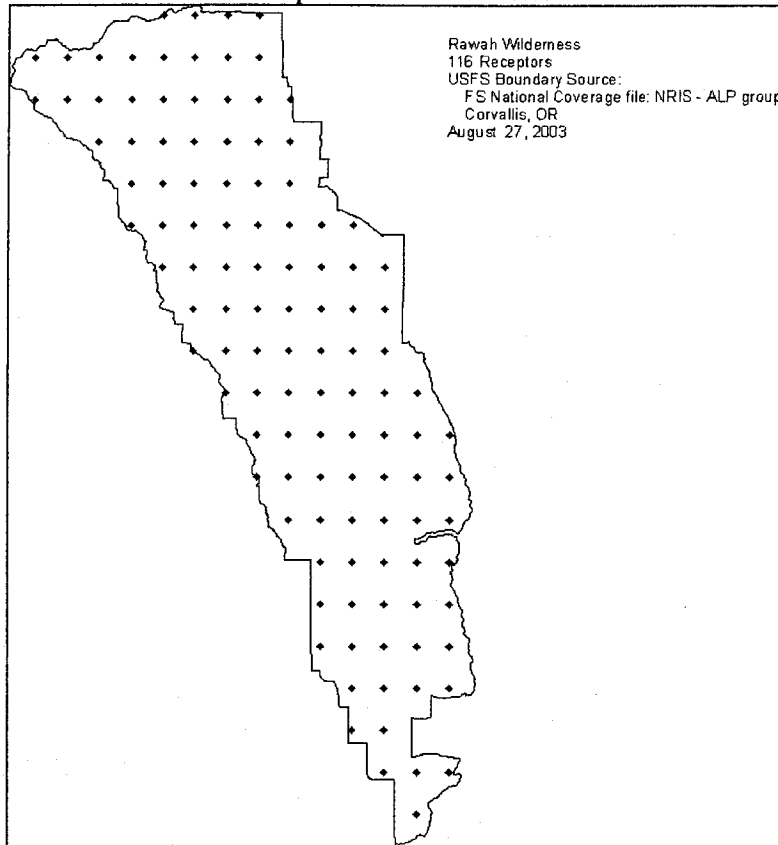 Rawah Wilderness
116 Receptors
USFS Boundary Source:
FS National Coverage file: NRIS - ALP group
Corvallis, OR
August 27, 2003